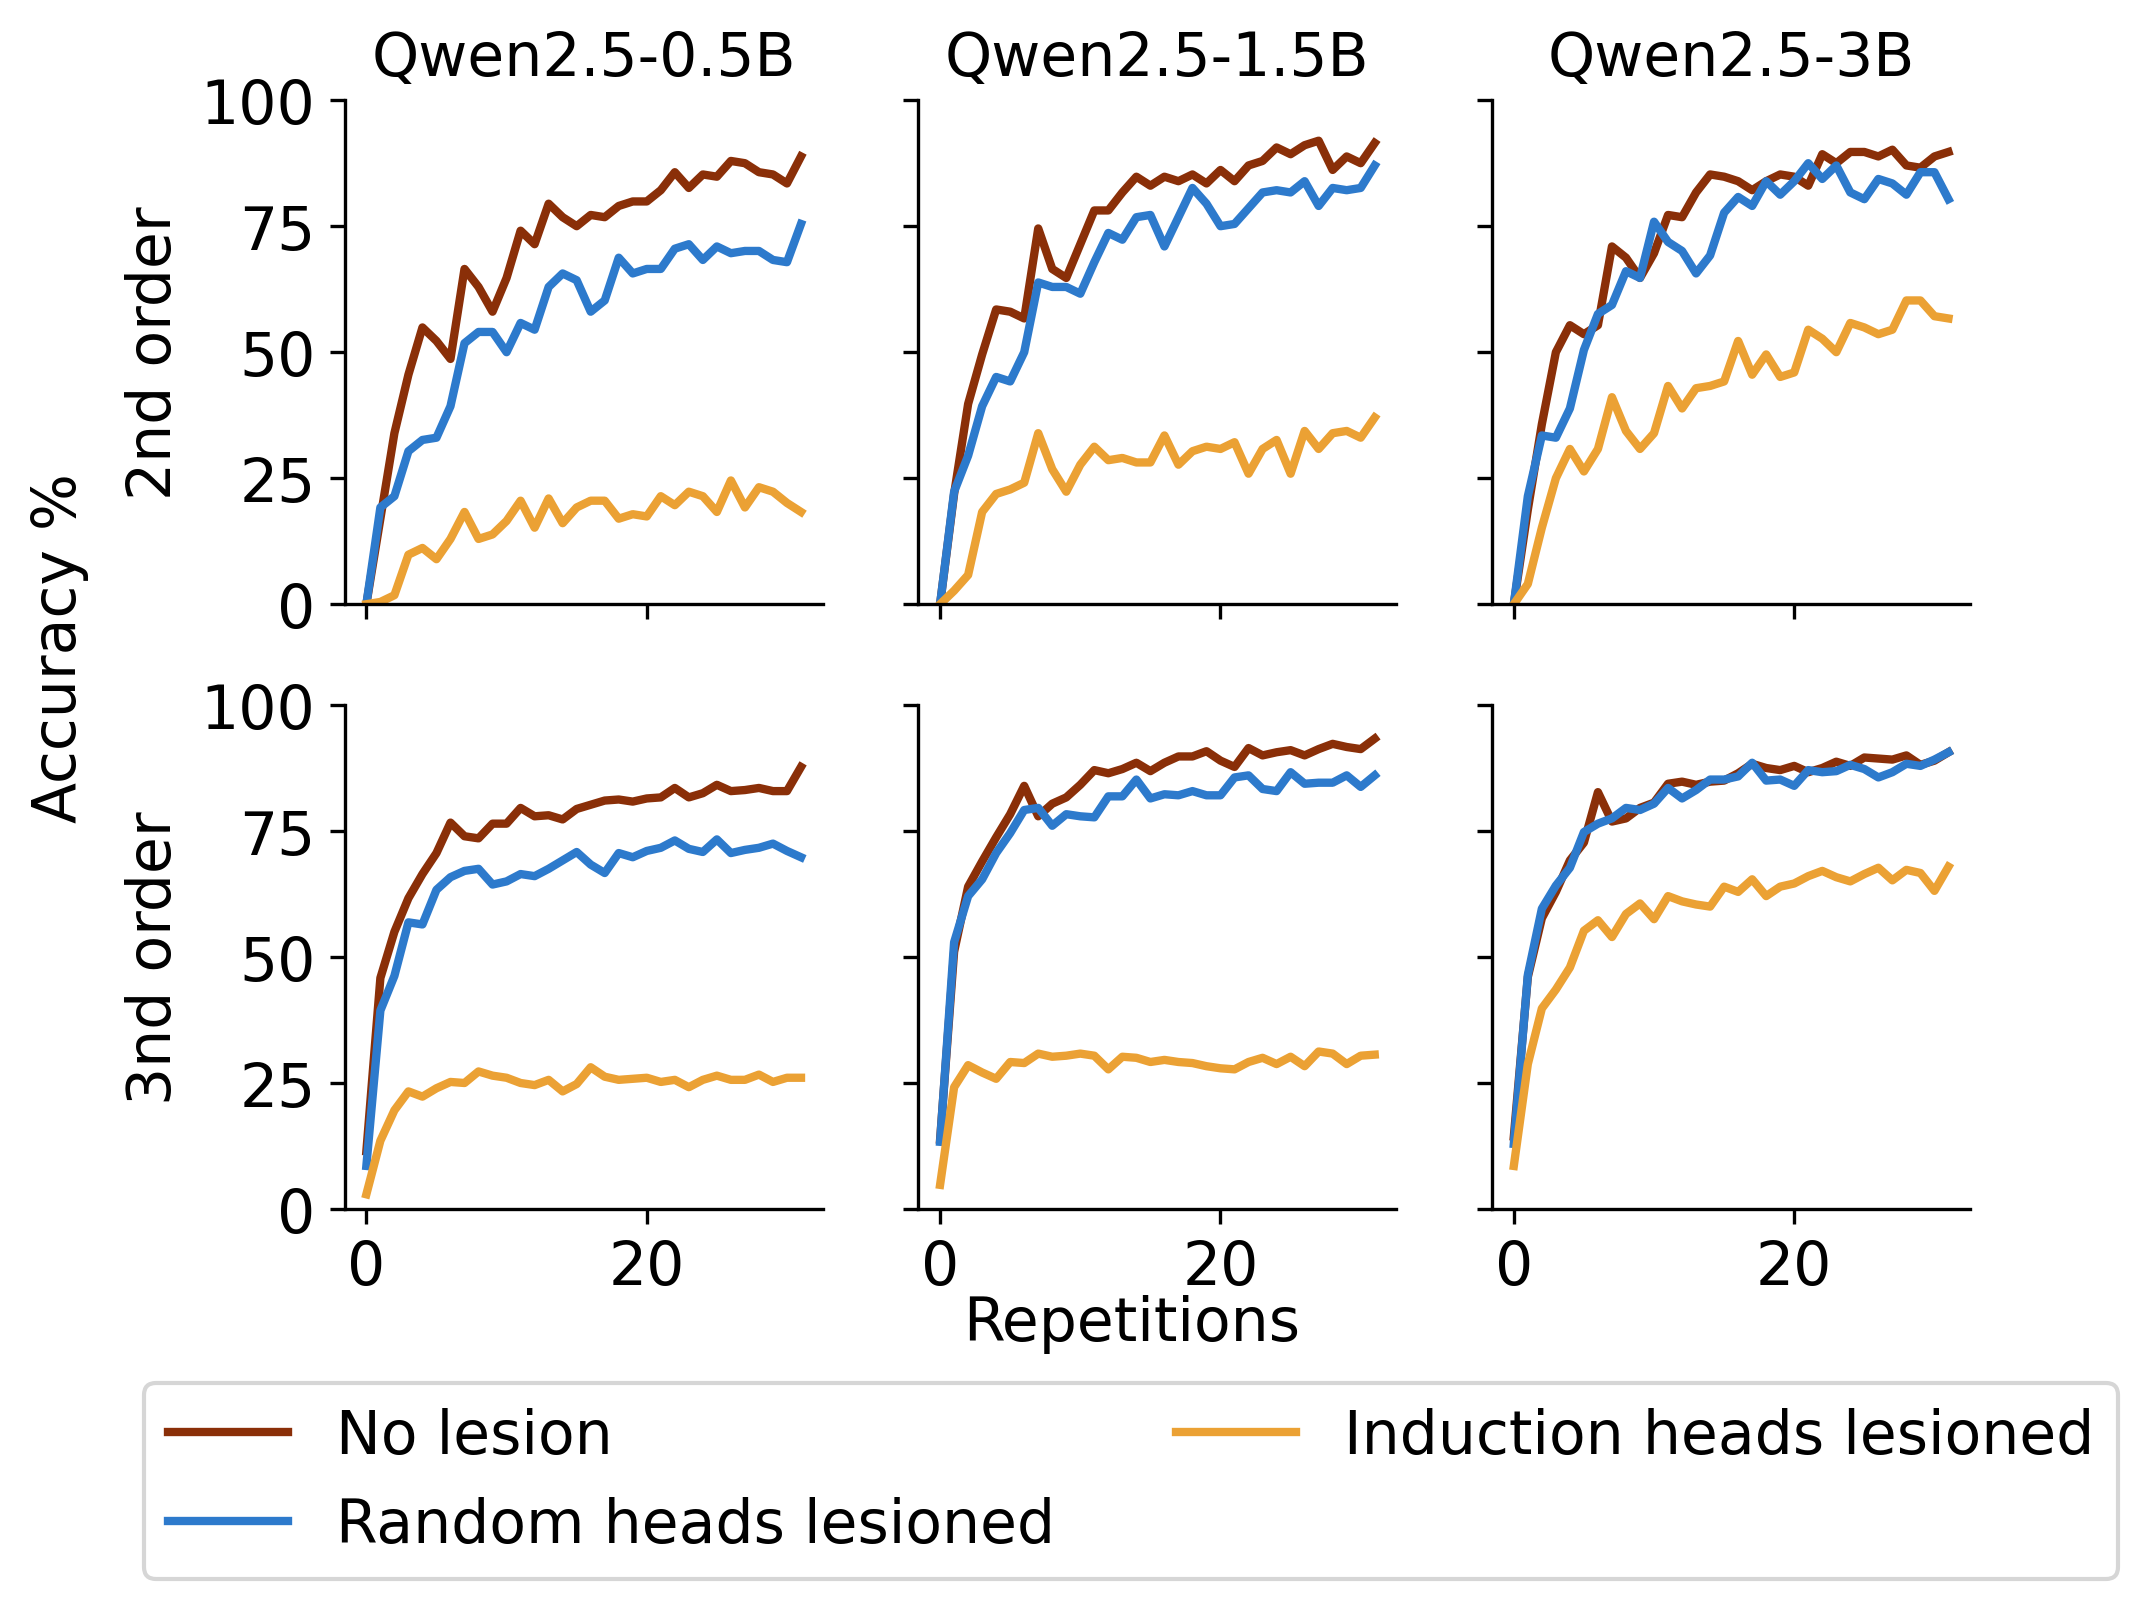 Qwen2.5-0.5B Qwen2.5-1.5B Qwen2.5-3B
Accuracy %
2nd order
100
75
50
25
0
3nd order
100
75
50
25
0
0 20 0 20 0 20
Repetitions
No lesion
Random heads lesioned
Induction heads lesioned